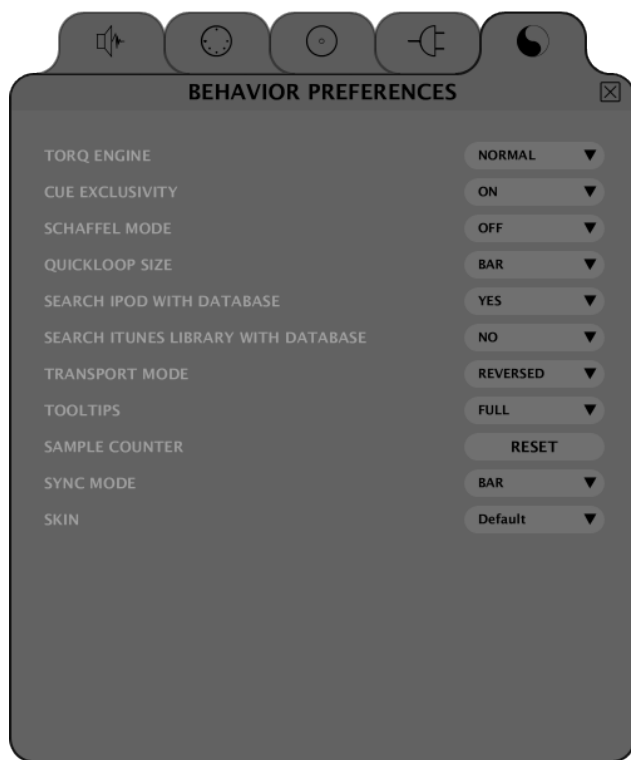 BEHAVIOR PREFERENCES
TORQ ENGINE NORMAL
CUE EXCLUSIVITY ON
SCHAFFEL MODE OFF
QUICKLOOP SIZE BAR
SEARCH IPOD WITH DATABASE YES
SEARCH ITUNES LIBRARY WITH DATABASE NO
TRANSPORT MODE REVERSED
TOOLTIPS FULL
SAMPLE COUNTER RESET
SYNC MODE BAR
SKIN Default